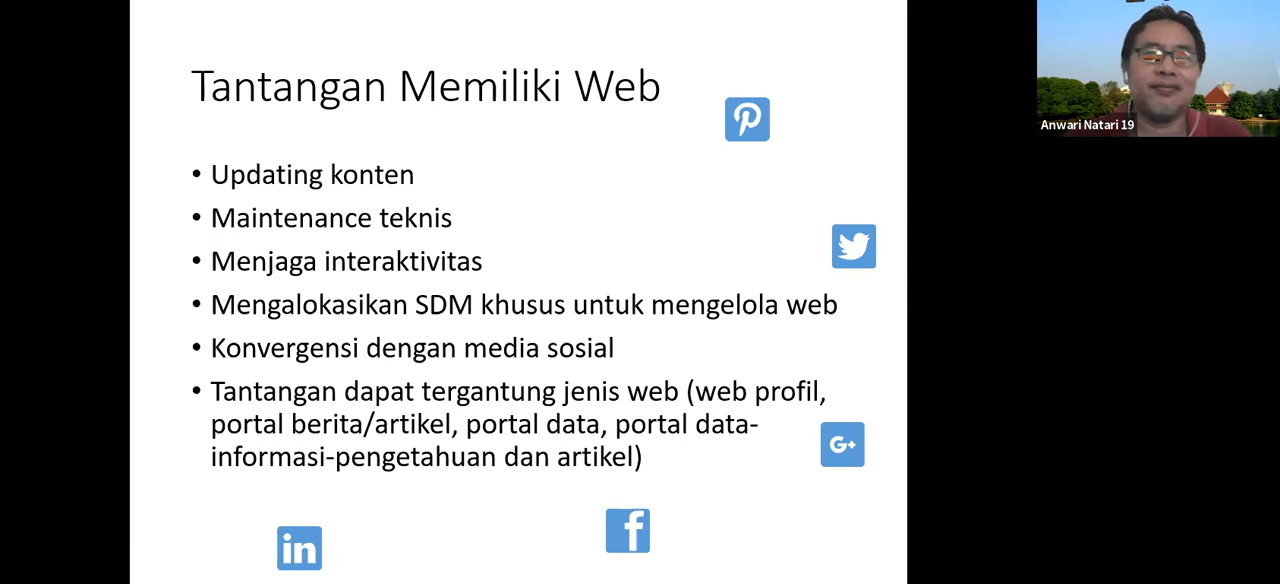 Tantangan Memiliki Web
• Updating konten
• Maintenance teknis
• Menjaga interaktivitas
• Mengalokasikan SDM khusus untuk mengelola web
• Konvergensi dengan media sosial
• Tantangan dapat tergantung jenis web (web profil,
portal berita/artikel, portal data, portal data-
informasi-pengetahuan dan artikel)
G+
in
f
Anwari Natari 19